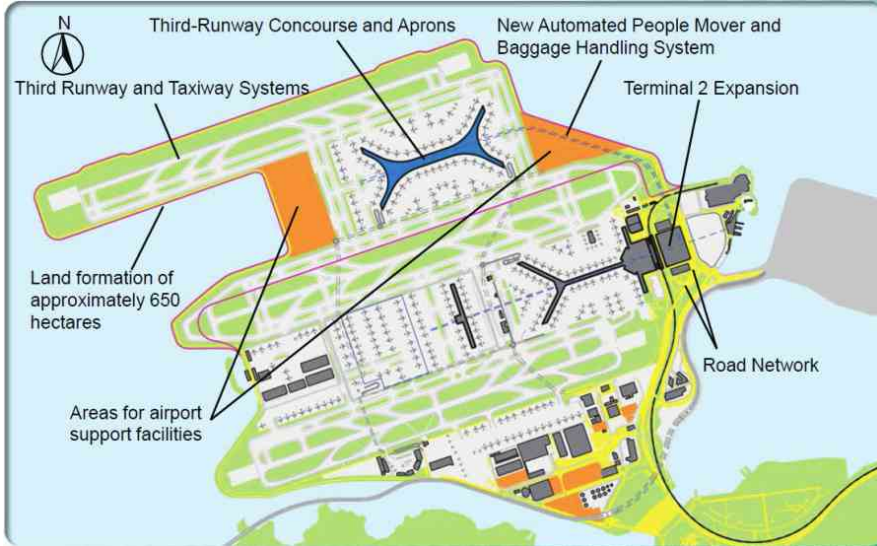 N
Third-Runway Concourse and Aprons
New Automated People Mover and
Baggage Handling System
Third Runway and Taxiway Systems
Terminal 2 Expansion
Land formation of
approximately 650
hectares
Road Network
Areas for airport
support facilities